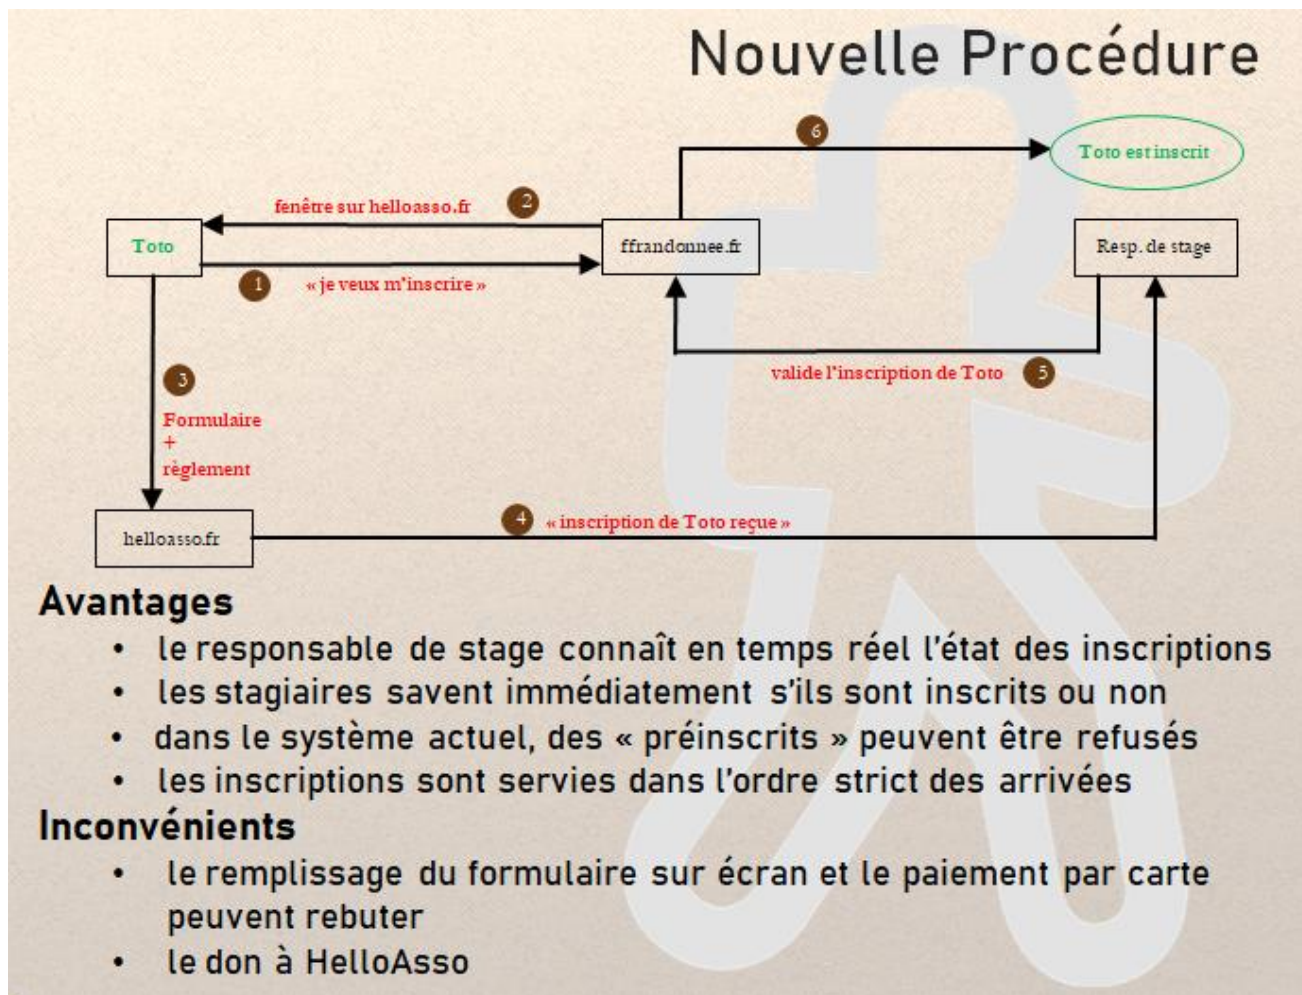 Nouvelle Procédure
6
Toto est inscrit
fenêtre sur helloasso.fr
2
Toto
ffrandonnee.fr
Resp. de stage
1
« je veux m'inscrire »
3
valide l'inscription de Toto
5
Formulaire
+
règlement
4
« inscription de Toto reçue »
helloasso.fr
Avantages
• le responsable de stage connaît en temps réel l'état des inscriptions
• les stagiaires savent immédiatement s'ils sont inscrits ou non
• dans le système actuel, des « préinscrits » peuvent être refusés
• les inscriptions sont servies dans l'ordre strict des arrivées
Inconvénients
• le remplissage du formulaire sur écran et le paiement par carte
peuvent rebuter
• le don à HelloAsso